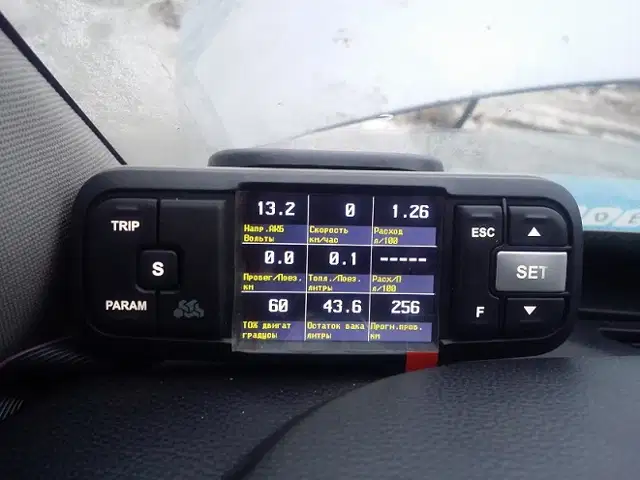 TRIP
S
PARAM
13.2 0 1.26
Напр.АКБ Скорость Расход
Вольты км/час л/100
0.0 0.1 -----
Пробег/Поез. Топл./Поез. Расх/П
км литры л/100
60 43.6 256
ТОЖ двигат Остаток бака Прогн.проб.
градусы литры км
ESC
SET
F